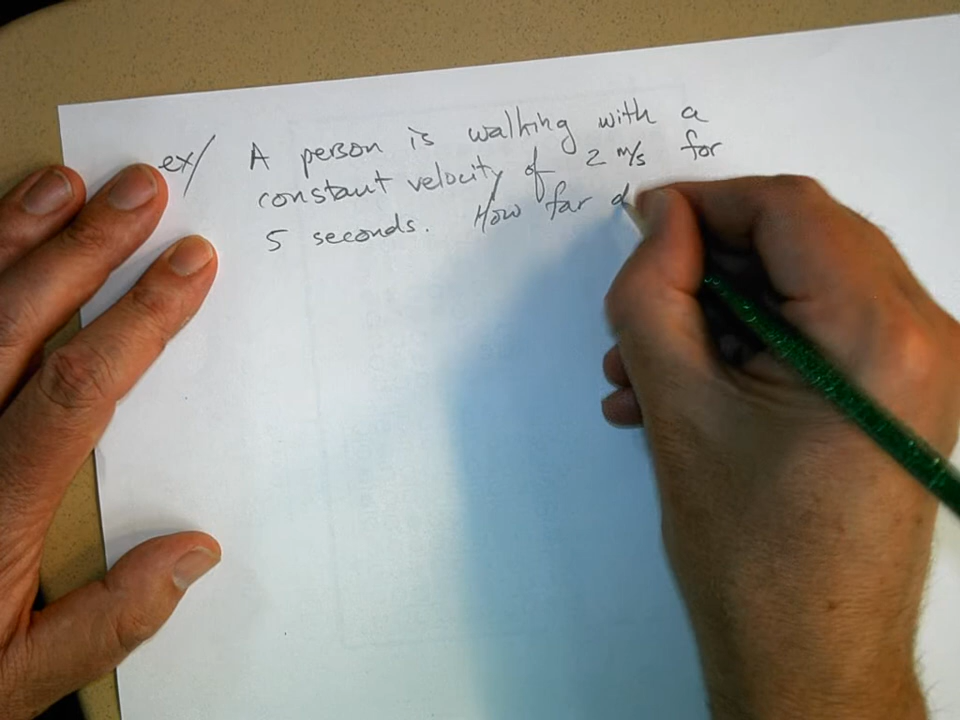 ex/ A person is walking with a
constant velocity of 2 m/s for
5 seconds. How far d